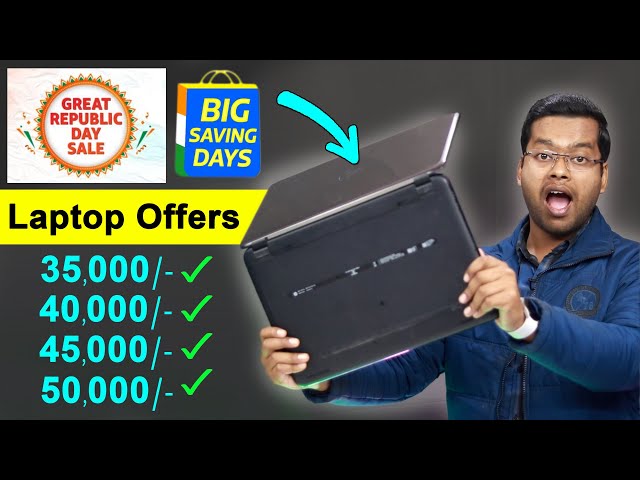 GREAT
REPUBLIC
DAY
SALE
BIG
SAVING
DAYS
Laptop Offers
35,000/-
40,000/-
45,000/-
50,000/-